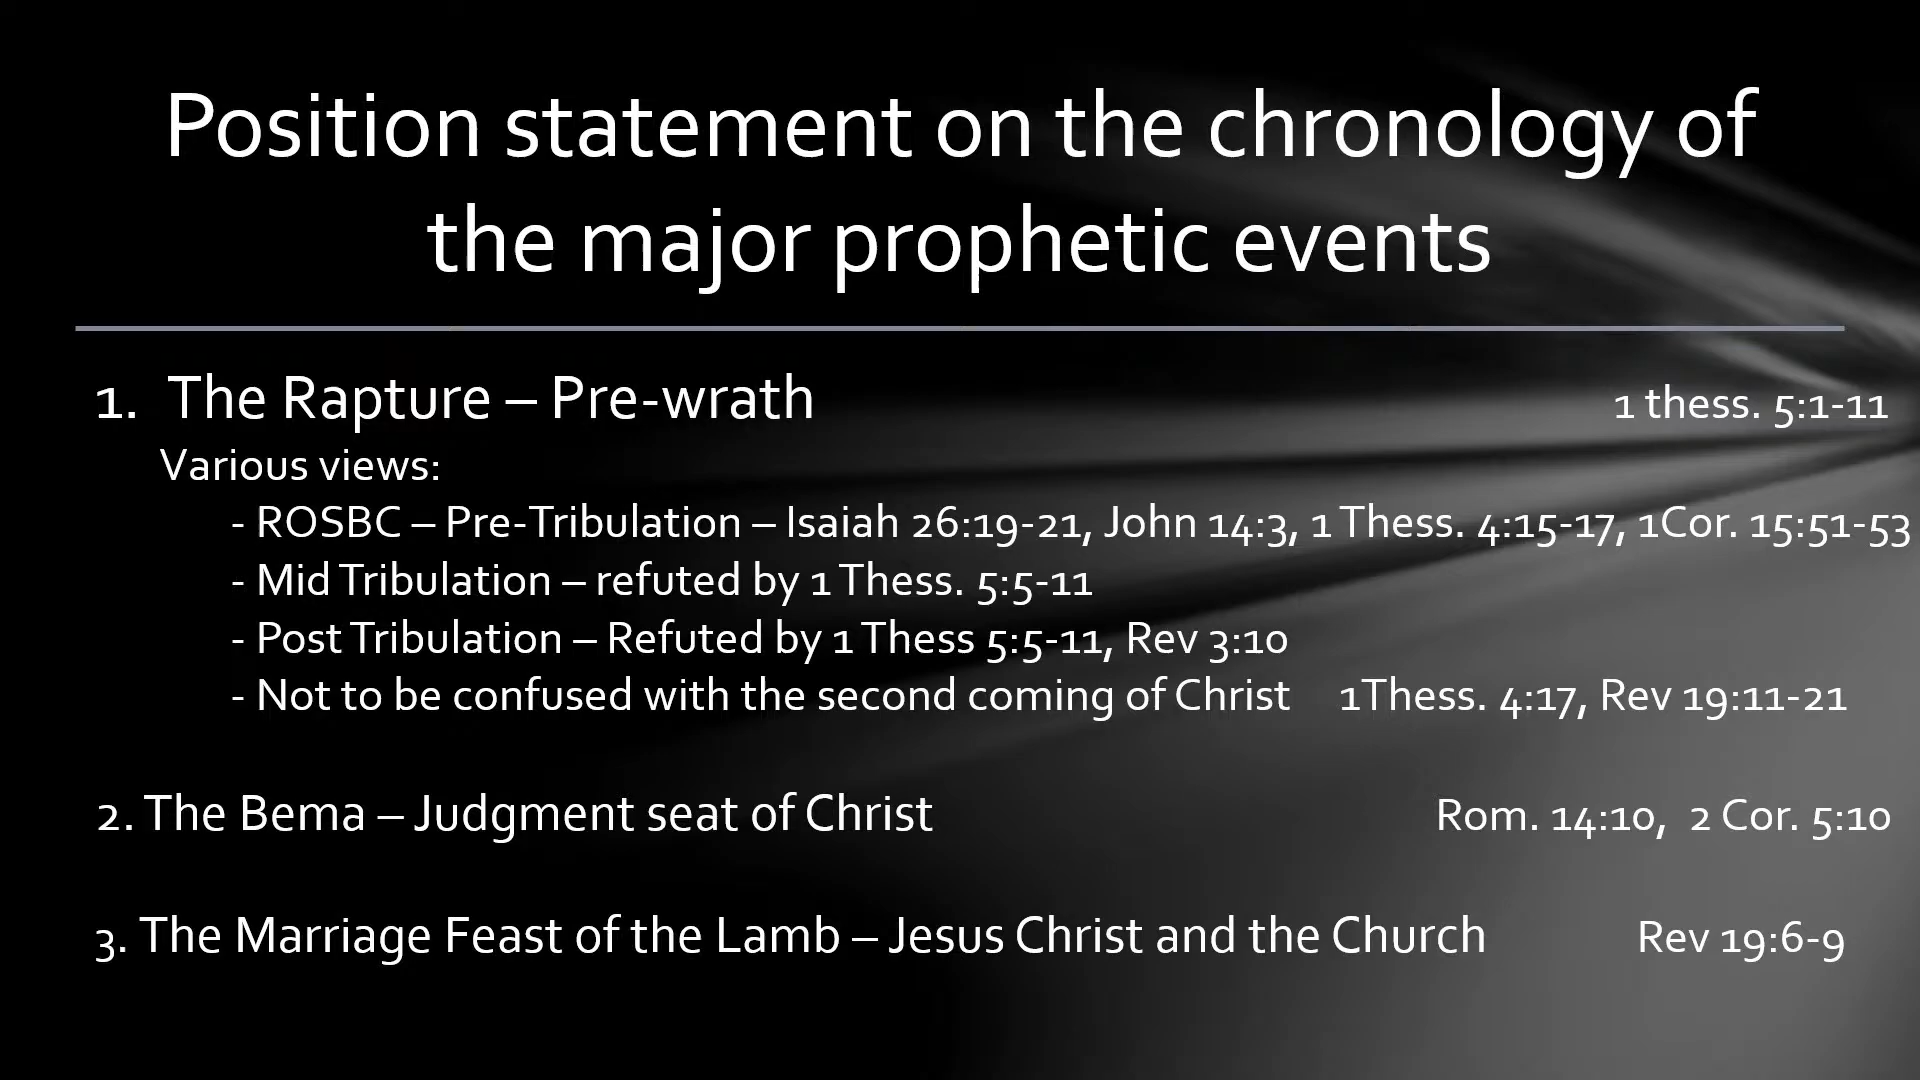 Position statement on the chronology of
the major prophetic events
1. The Rapture – Pre-wrath 1 thess. 5:1-11
Various views:
- ROSBC – Pre-Tribulation – Isaiah 26:19-21, John 14:3, 1 Thess. 4:15-17, 1Cor. 15:51-53
- Mid Tribulation – refuted by 1 Thess. 5:5-11
- Post Tribulation – Refuted by 1 Thess 5:5-11, Rev 3:10
- Not to be confused with the second coming of Christ 1Thess. 4:17, Rev 19:11-21
2. The Bema – Judgment seat of Christ Rom. 14:10, 2 Cor. 5:10
3. The Marriage Feast of the Lamb – Jesus Christ and the Church Rev 19:6-9